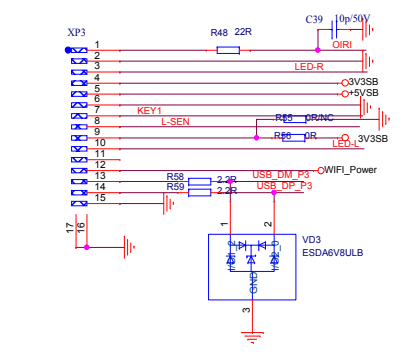 C39 10p/50V
XP3
R48 22R
1 OIRI
2
3 LED-R
4 3V3SB
5 +5VSB
6
7 KEY1
8 L-SEN R55 0R/NC
9 R56 0R 3V3SB
10 LED-L
11
12 WIFI_Power
13 R58 2.2R USB_DM_P3
14 R59 2.2R USB_DP_P3
15
17 16
1 2
VD3
ESDA6V8ULB
GND
3